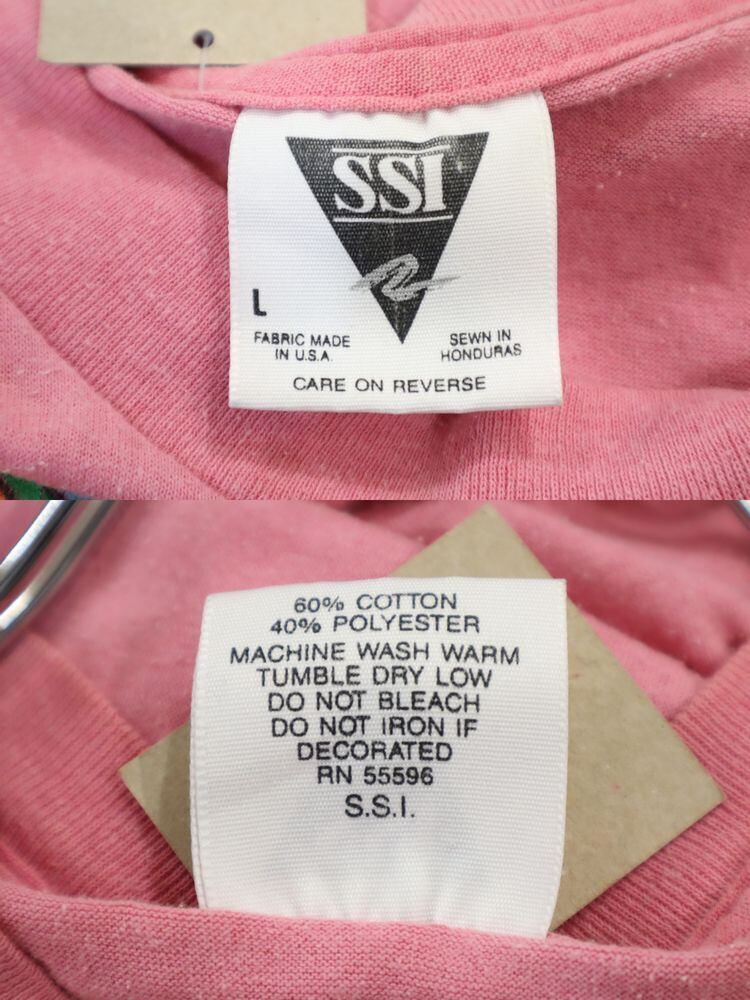 SSI
L
FABRIC MADE
IN U.S.A.
SEWN IN
HONDURAS
CARE ON REVERSE
60% COTTON
40% POLYESTER
MACHINE WASH WARM
TUMBLE DRY LOW
DO NOT BLEACH
DO NOT IRON IF
DECORATED
RN 55596
S.S.I.